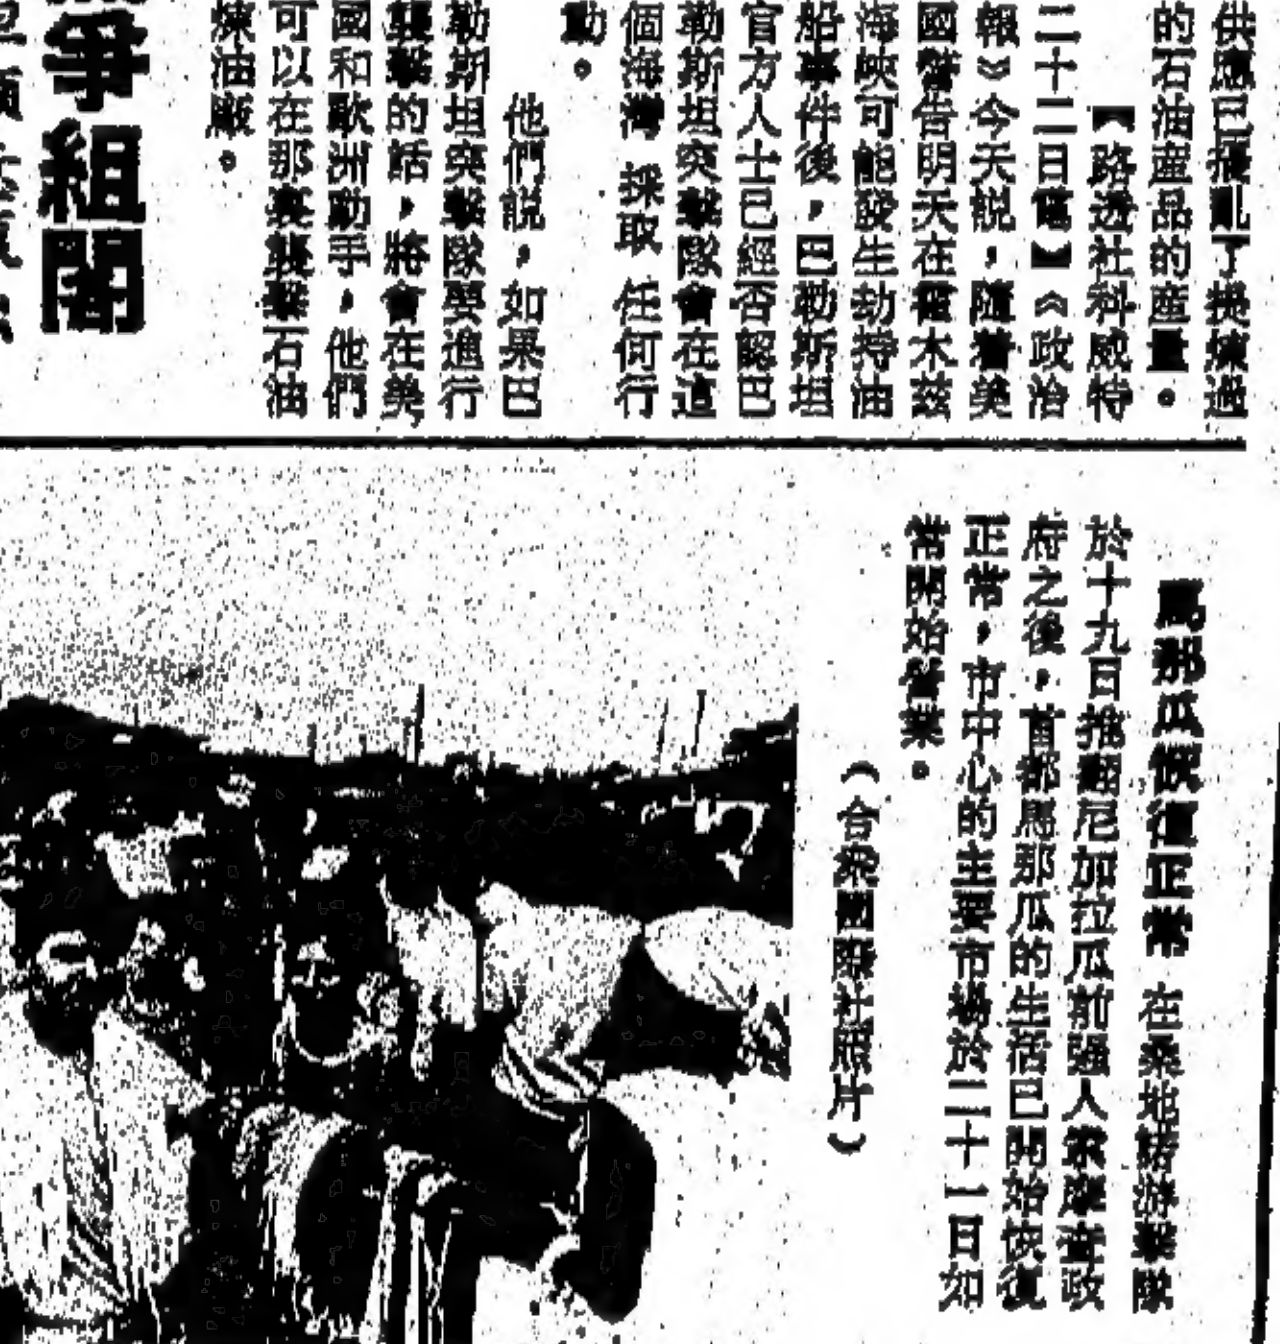 供應已擾亂了提煉過
的石油產品的產量。
【路透社科威特
二十二日電】《政治
報》今天說，隨着美
國警告明天在霍木茲
海峽可能發生劫持油
船事件後，巴勒斯坦
官方人士已經否認巴
勒斯坦突擊隊會在這
個海灣 採取 任何行
動。
他們說，如果巴
勒斯坦突擊隊要進行
襲擊的話，將會在美
國和歐洲動手，他們
可以在那裏襲擊石油
煉油廠。
爭組閣
馬那瓜恢復正常 在桑地諾游擊隊
於十九日推翻尼加拉瓜前强人索摩查政
府之後，首都馬那瓜的生活已開始恢復
正常，市中心的主要市場於二十一日如
常開始營業。
（合衆國際社照片）